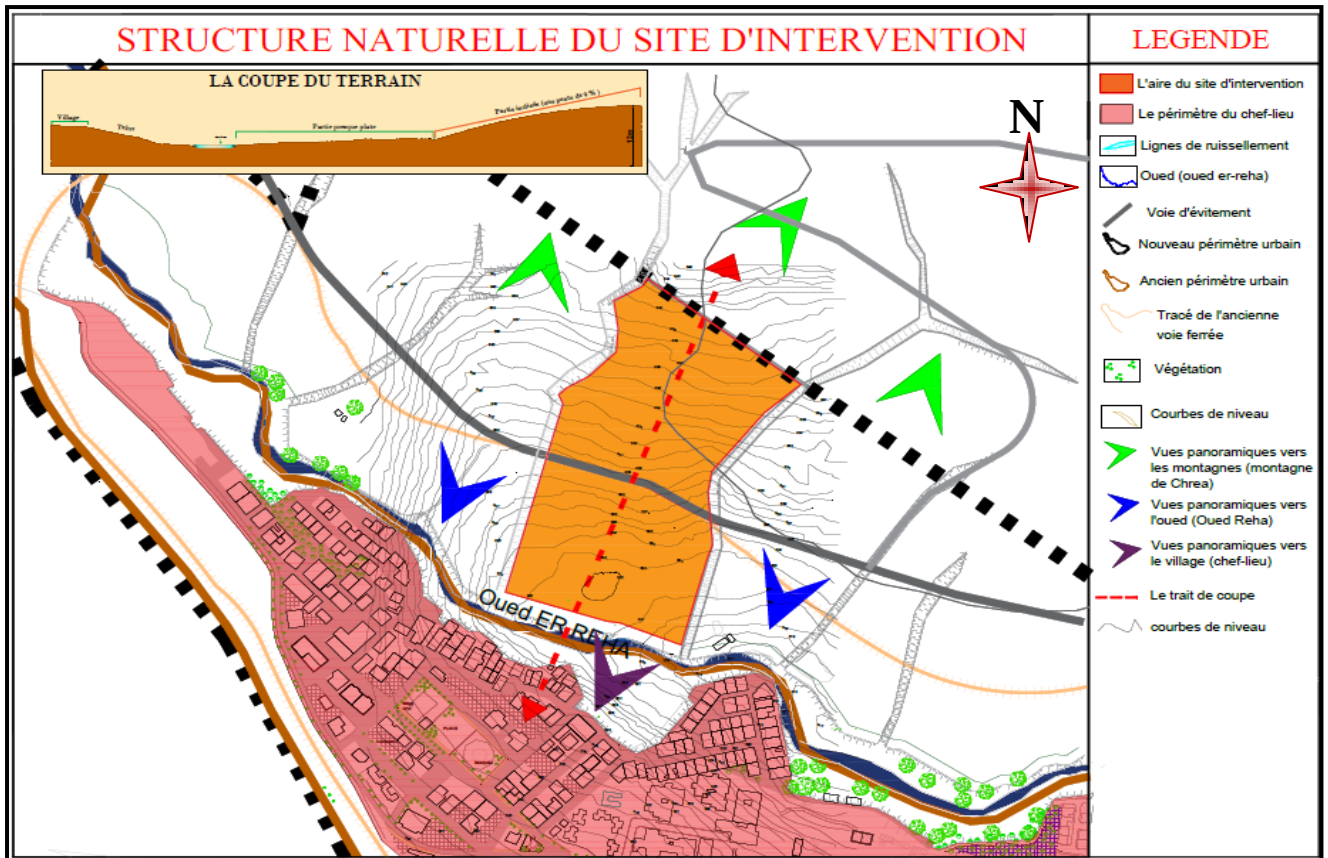 STRUCTURE NATURELLE DU SITE D'INTERVENTION
LEGENDE
LA COUPE DU TERRAIN
Village
Partie presque plate
N
Oued ER REHA
PLACE
L'aire du site d'intervention
Le périmètre du chef-lieu
Lignes de ruissellement
Oued (oued er-reha)
Voie d'évitement
Nouveau périmètre urbain
Ancien périmètre urbain
Tracé de l'ancienne
voie ferrée
Végétation
Courbes de niveau
Vues panoramiques vers
les montagnes (montagne
de Chrea)
Vues panoramiques vers
l'oued (Oued Reha)
Vues panoramiques vers
le village (chef-lieu)
Le trait de coupe
courbes de niveau